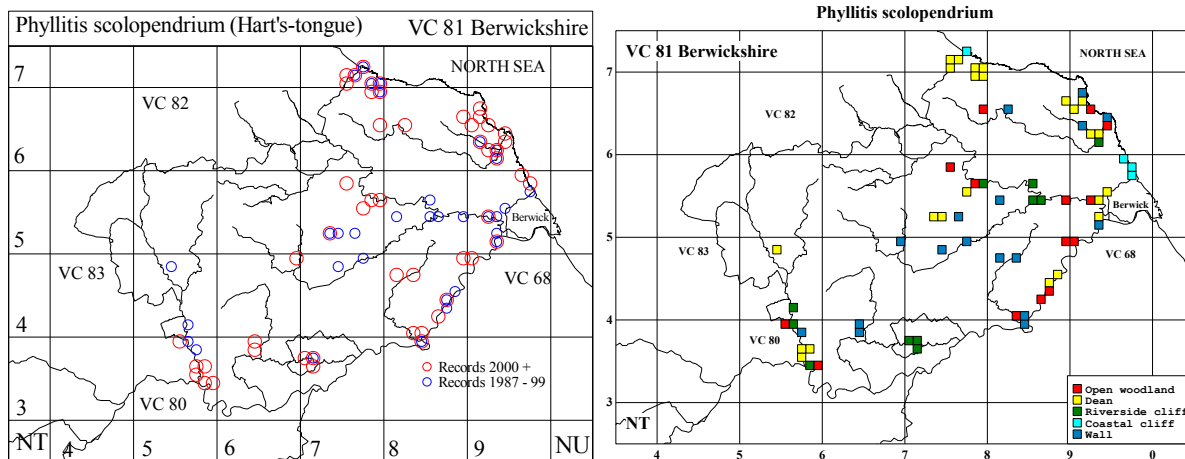 Phyllitis scolopendrium (Hart's-tongue) VC 81 Berwickshire
NORTH SEA
7
VC 82
6
Berwick
5
VC 83
VC 68
4
Records 2000 +
Records 1987 - 99
VC 80
3
NT 4 5 6 7 8 9 NU
Phyllitis scolopendrium
VC 81 Berwickshire
NORTH SEA
7
VC 82
6
Berwick
5
VC 83
VC 68
4
VC 80
Open woodland
Dean
Riverside cliff
Coastal cliff
Wall
3
NT
4 5 6 7 8 9 0